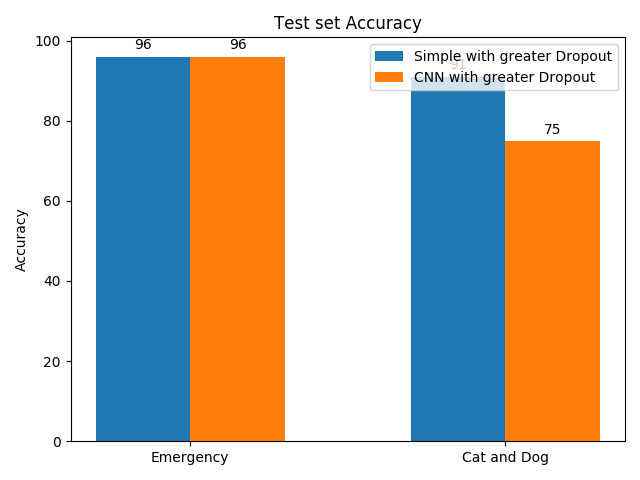 Test set Accuracy
96
96
Simple with greater Dropout
91
CNN with greater Dropout
75
100
80
60
40
20
0
Accuracy
Emergency
Cat and Dog